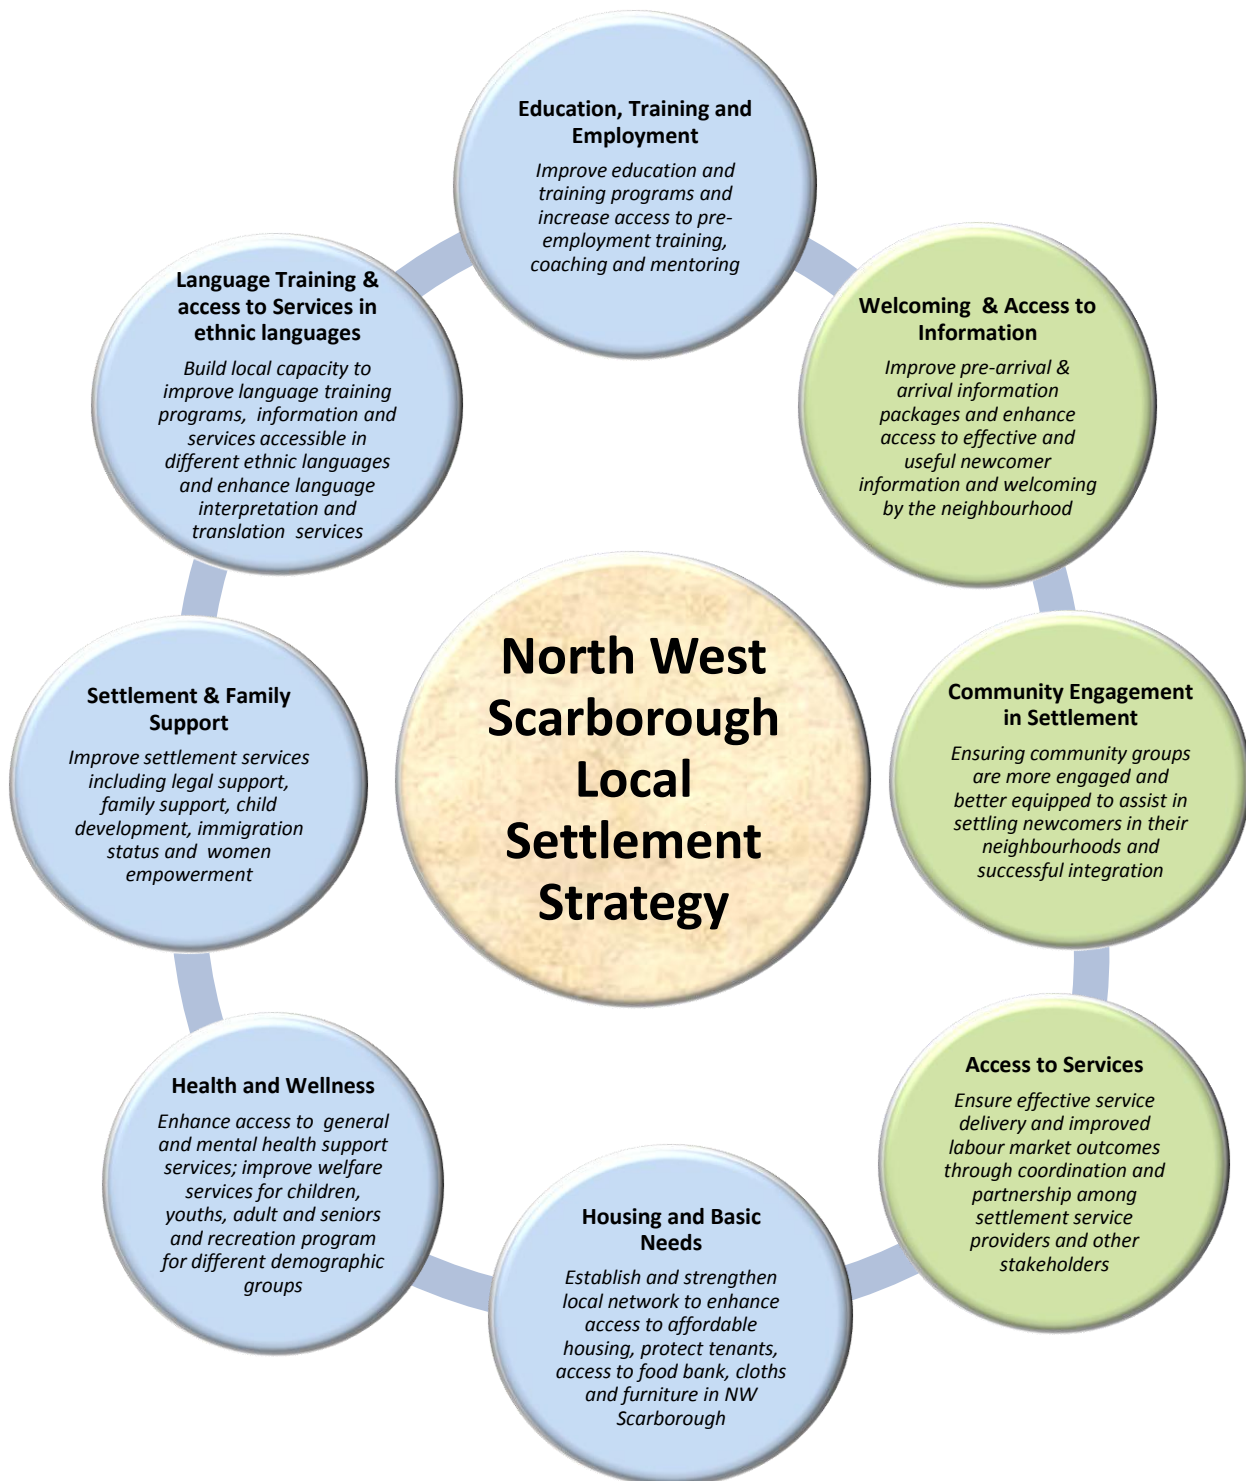 Education, Training and
Employment
Improve education and
training programs and
increase access to pre-
employment training,
coaching and mentoring
Welcoming & Access to
Information
Improve pre-arrival &
arrival information
packages and enhance
access to effective and
useful newcomer
information and welcoming
by the neighbourhood
Community Engagement
in Settlement
Ensuring community groups
are more engaged and
better equipped to assist in
settling newcomers in their
neighbourhoods and
successful integration
Access to Services
Ensure effective service
delivery and improved
labour market outcomes
through coordination and
partnership among
settlement service
providers and other
stakeholders
Housing and Basic
Needs
Establish and strengthen
local network to enhance
access to affordable
housing, protect tenants,
access to food bank, cloths
and furniture in NW
Scarborough
Health and Wellness
Enhance access to general
and mental health support
services; improve welfare
services for children,
youths, adult and seniors
and recreation program
for different demographic
groups
Settlement & Family
Support
Improve settlement services
including legal support,
family support, child
development, immigration
status and women
empowerment
Language Training &
access to Services in
ethnic languages
Build local capacity to
improve language training
programs, information and
services accessible in
different ethnic languages
and enhance language
interpretation and
translation services
North West
Scarborough
Local
Settlement
Strategy